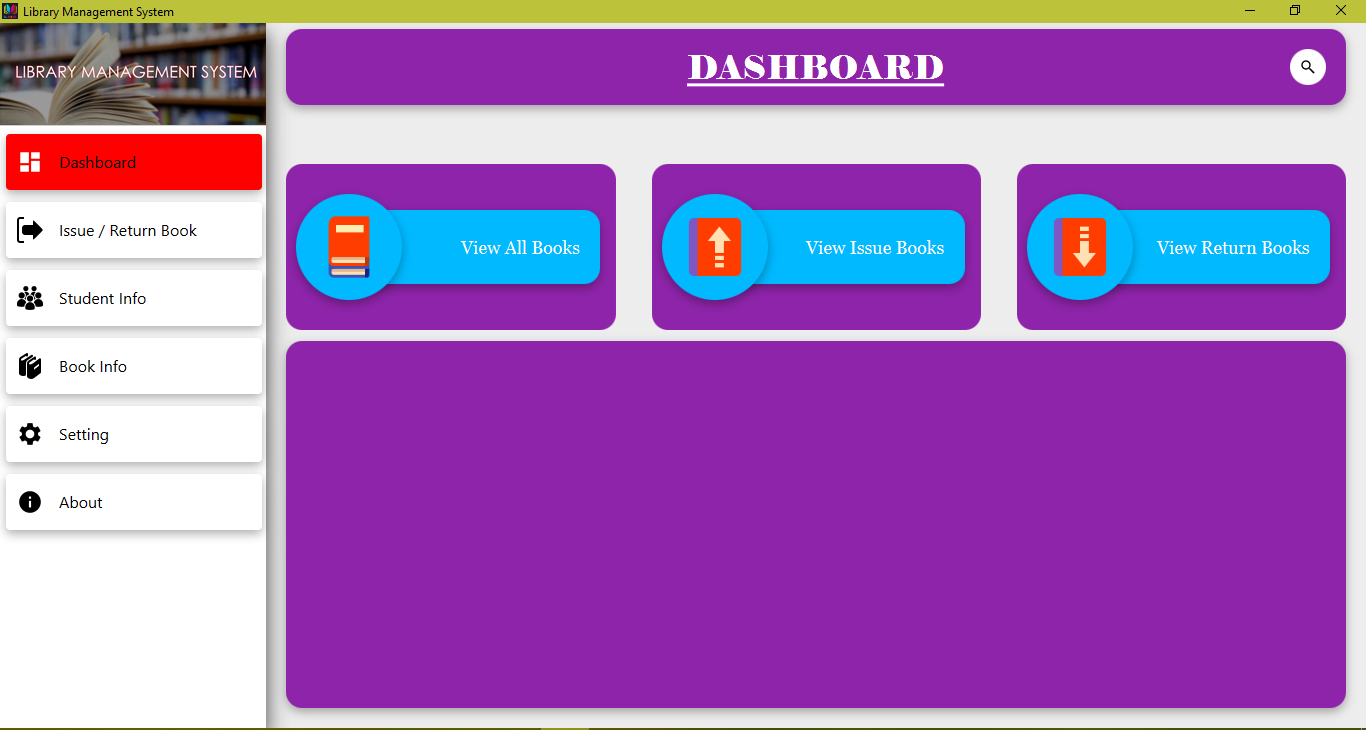 Library Management System
LIBRARY MANAGEMENT SYSTEM
DASHBOARD
Dashboard
Issue / Return Book
Student Info
Book Info
Setting
About
View All Books
View Issue Books
View Return Books